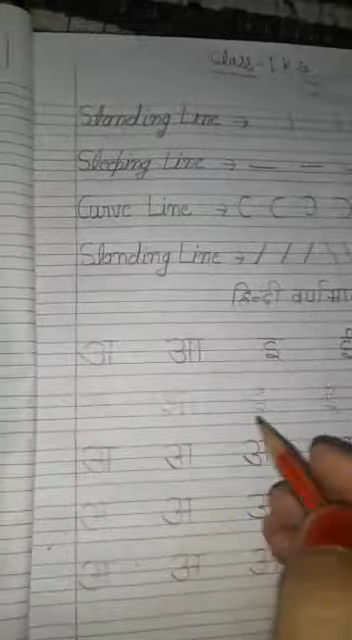 Class - L K G
Standing Line → |
Sleeping Line → — — —
Curve Line → ( ( ) )
Slanding Line → / / / \ \
हिन्दी वर्णमा
अ आ इ ई
अ अ अ
अ अ अ
अ अ अ